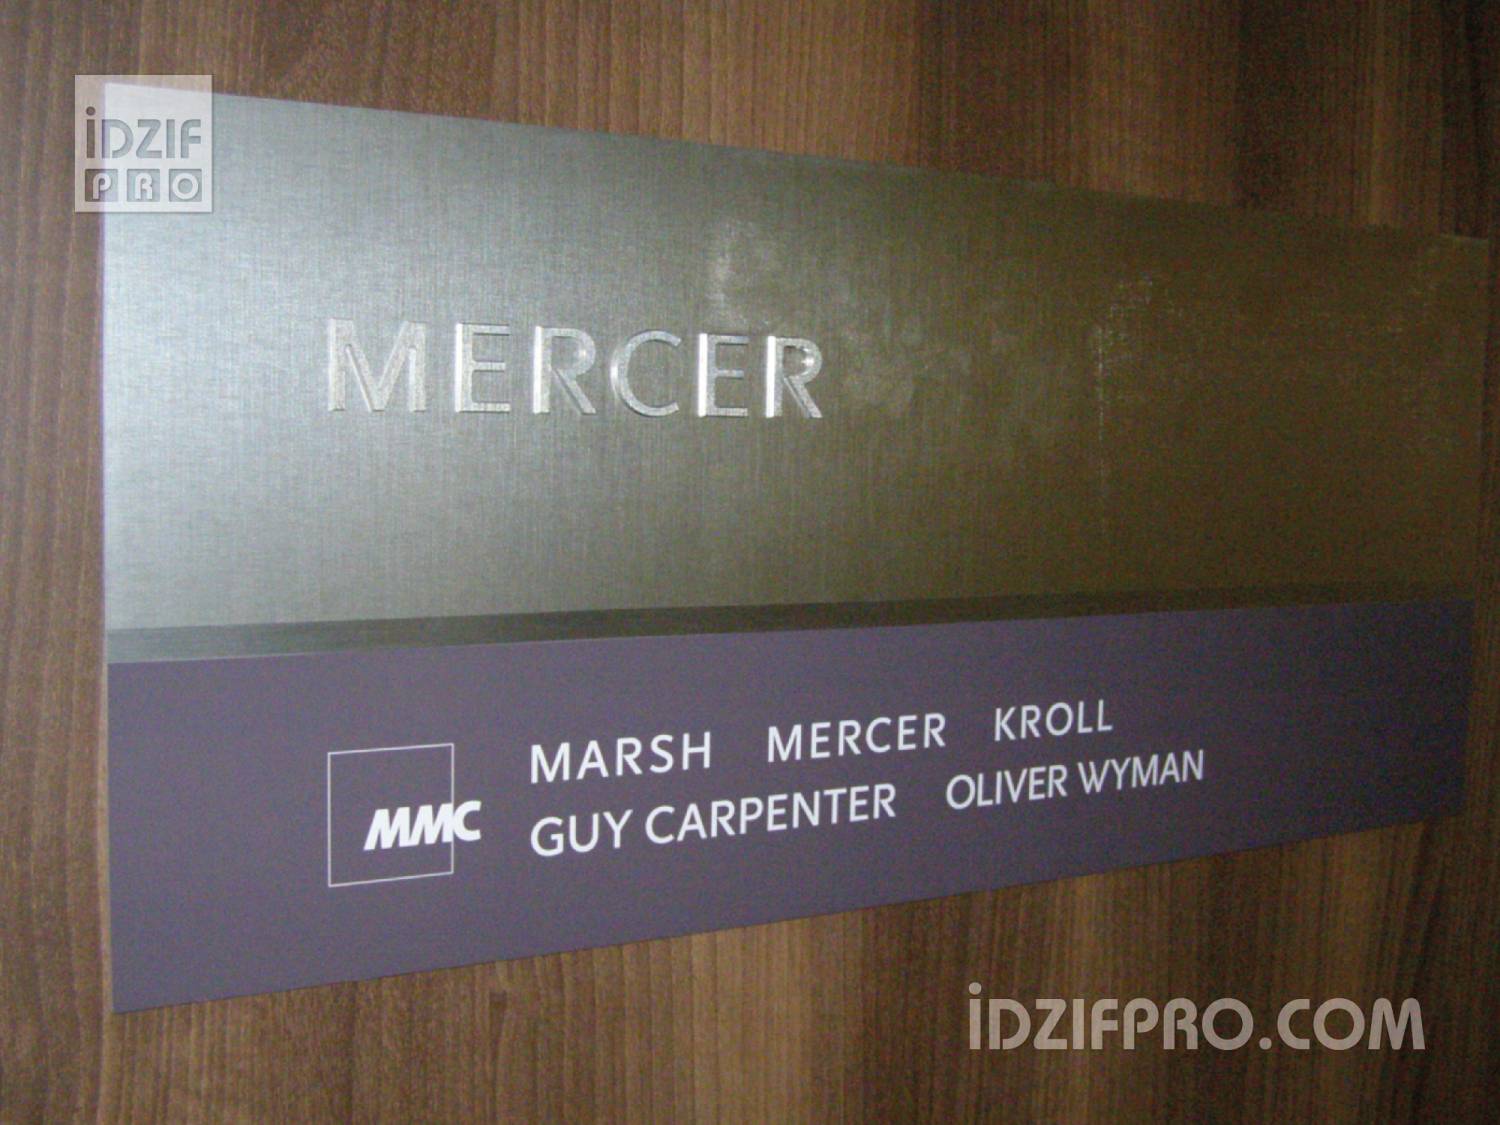 iDZIF
PRO
MERCER
MARSH MERCER KROLL
MMC
GUY CARPENTER OLIVER WYMAN
iDZIFPRO.COM